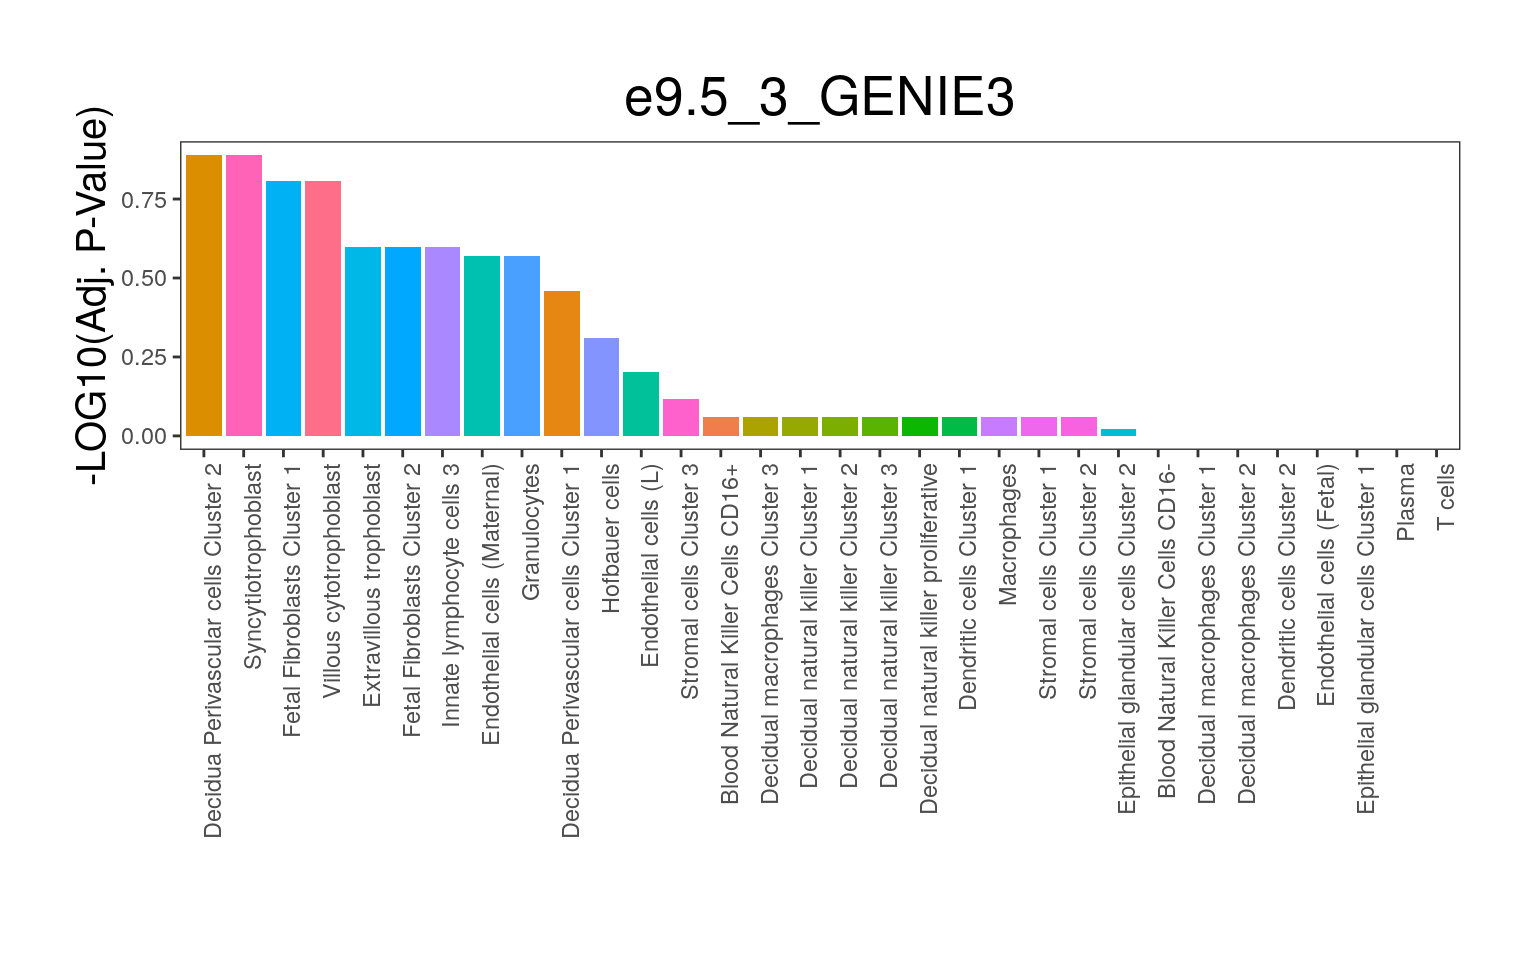 e9.5_3_GENIE3
-LOG10(Adj. P-Value)
0.75
0.50
0.25
0.00
Decidua Perivascular cells Cluster 2
Syncytiotrophoblast
Fetal Fibroblasts Cluster 1
Villous cytotrophoblast
Extravillous trophoblast
Fetal Fibroblasts Cluster 2
Innate lymphocyte cells 3
Endothelial cells (Maternal)
Granulocytes
Decidua Perivascular cells Cluster 1
Hofbauer cells
Endothelial cells (L)
Stromal cells Cluster 3
Blood Natural Killer Cells CD16+
Decidual macrophages Cluster 3
Decidual natural killer Cluster 1
Decidual natural killer Cluster 2
Decidual natural killer Cluster 3
Decidual natural killer proliferative
Dendritic cells Cluster 1
Macrophages
Stromal cells Cluster 1
Stromal cells Cluster 2
Epithelial glandular cells Cluster 2
Blood Natural Killer Cells CD16-
Decidual macrophages Cluster 1
Decidual macrophages Cluster 2
Dendritic cells Cluster 2
Endothelial cells (Fetal)
Epithelial glandular cells Cluster 1
Plasma
T cells